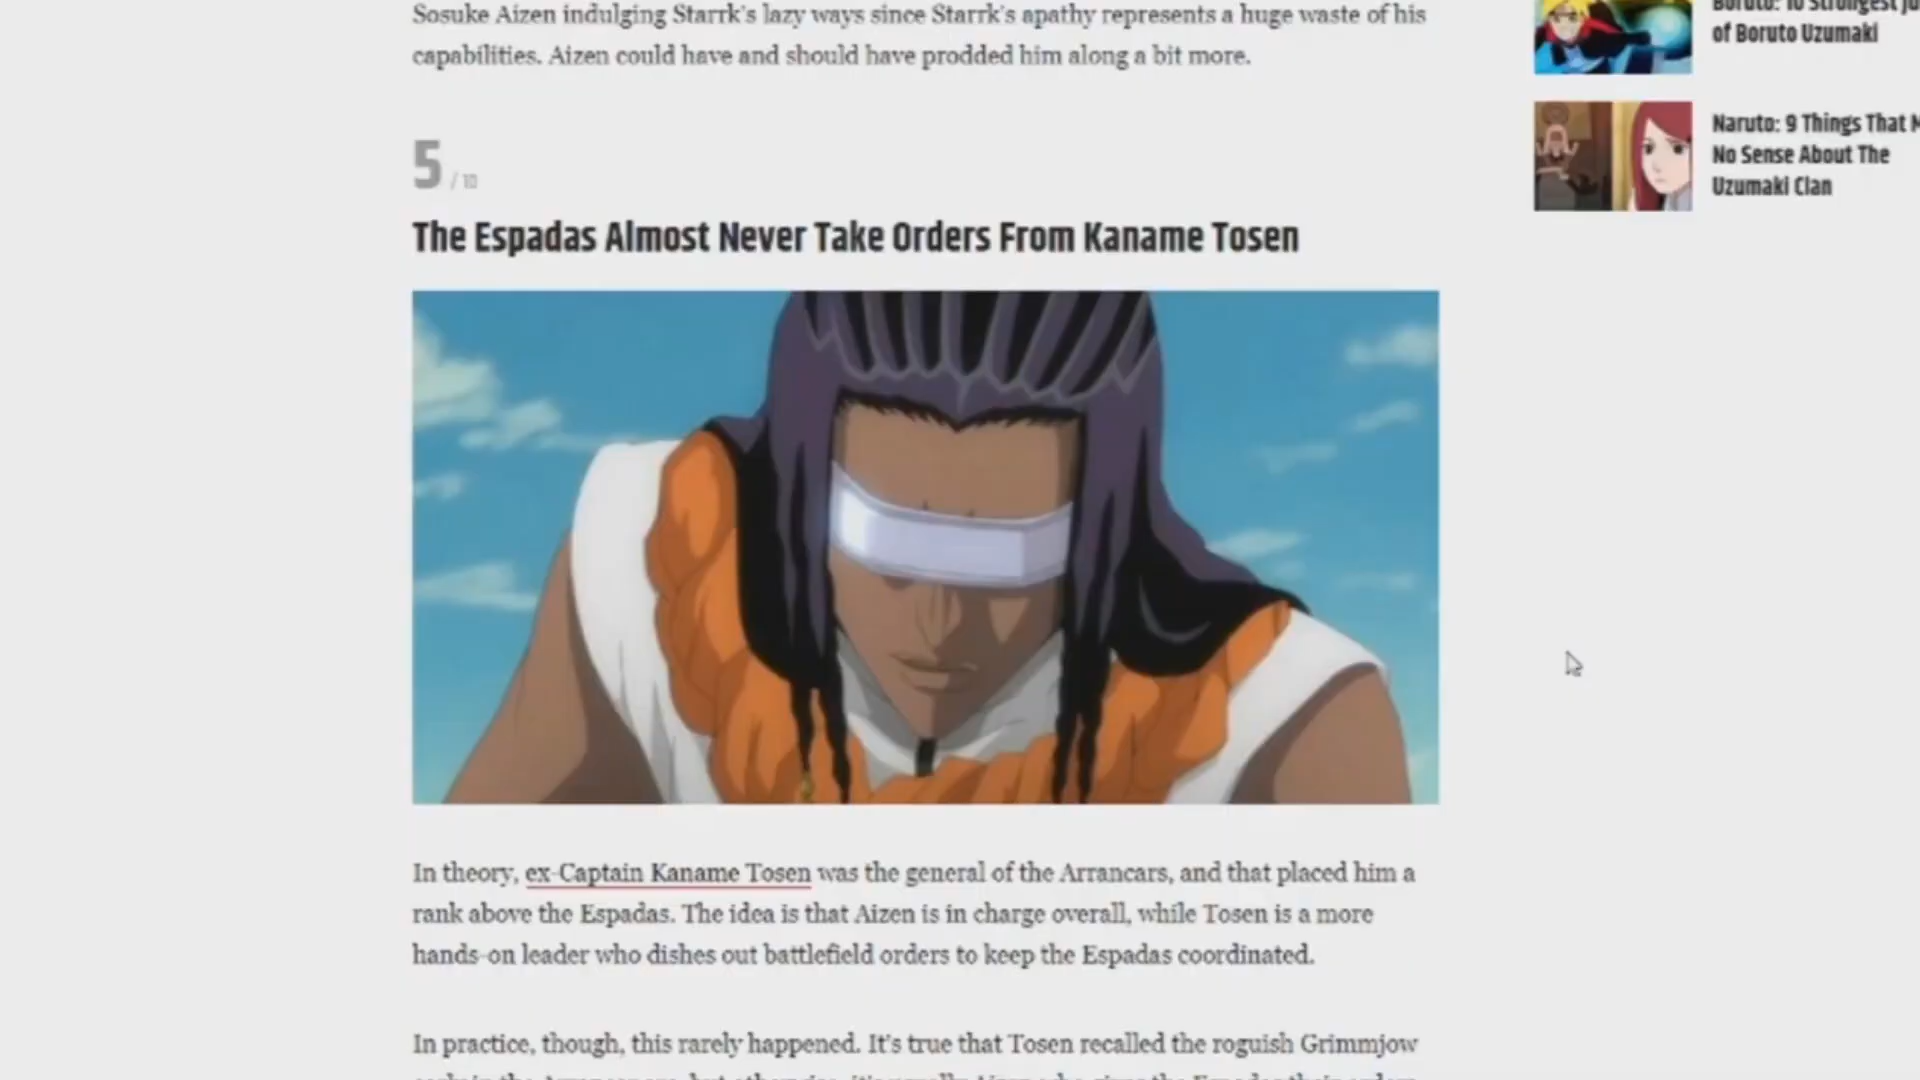 Sosuke Aizen indulging Starrk's lazy ways since Starrk's apathy represents a huge waste of his
capabilities. Aizen could have and should have prodded him along a bit more.
5 / 10
The Espadas Almost Never Take Orders From Kaname Tosen
In theory, ex-Captain Kaname Tosen was the general of the Arrancars, and that placed him a
rank above the Espadas. The idea is that Aizen is in charge overall, while Tosen is a more
hands-on leader who dishes out battlefield orders to keep the Espadas coordinated.
In practice, though, this rarely happened. It's true that Tosen recalled the roguish Grimmjow
Boruto: 10 Strongest
of Boruto Uzumaki
Naruto: 9 Things That
No Sense About The
Uzumaki Clan